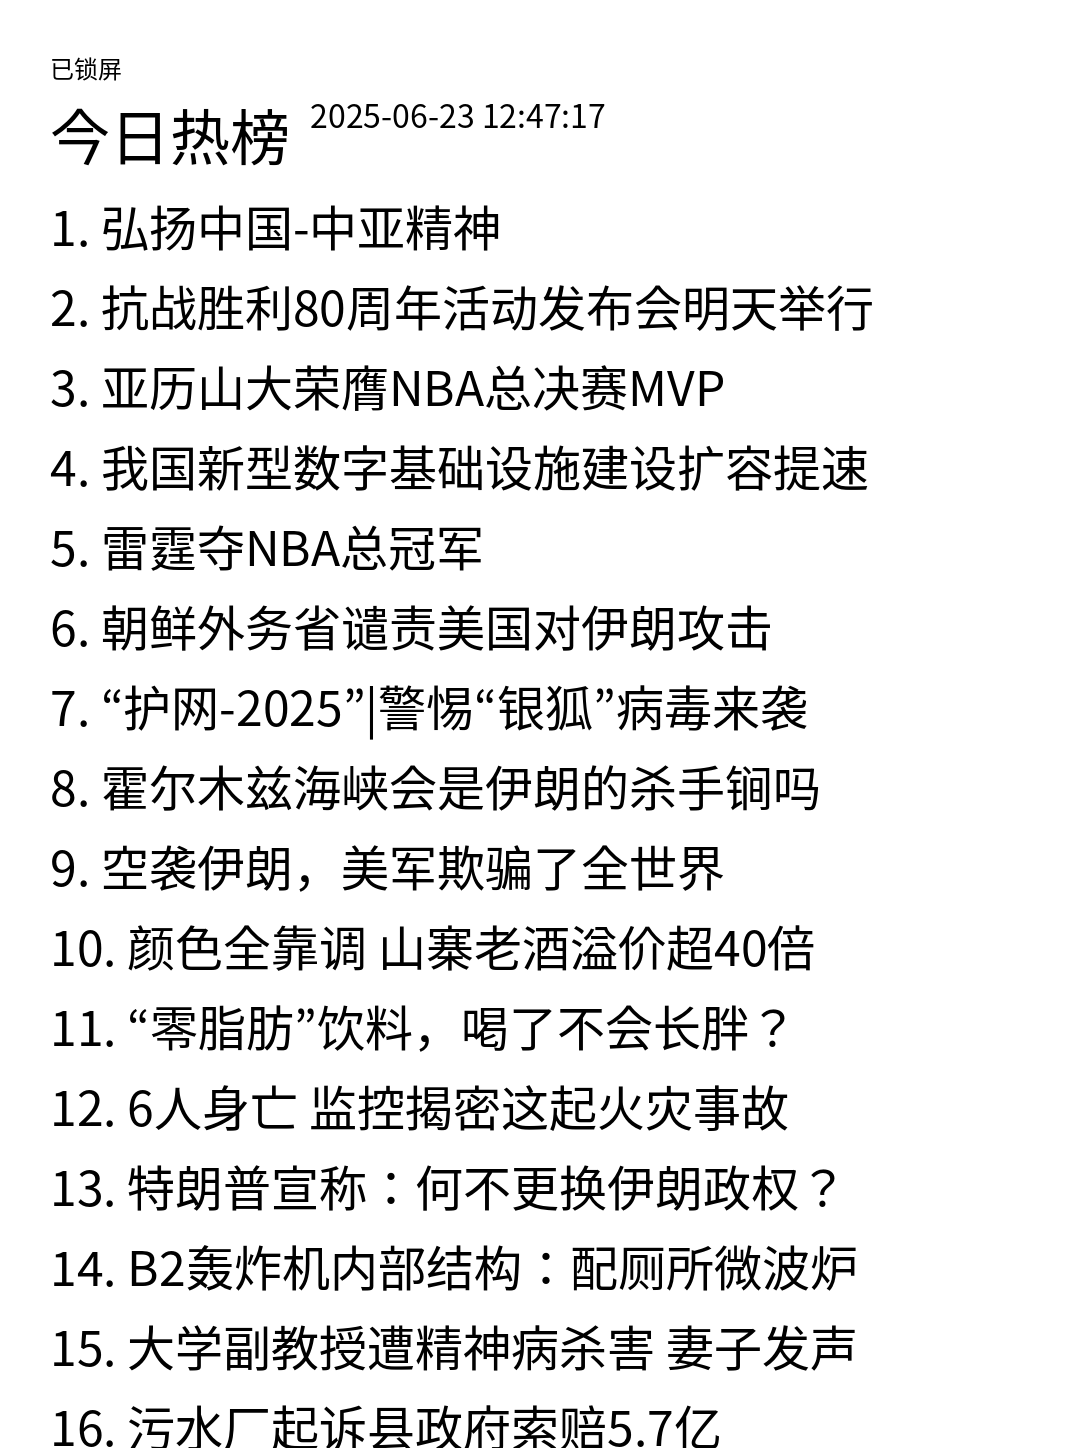 已锁屏
今日热榜 2025-06-23 12:47:17
1. 弘扬中国-中亚精神
2. 抗战胜利80周年活动发布会明天举行
3. 亚历山大荣膺NBA总决赛MVP
4. 我国新型数字基础设施建设扩容提速
5. 雷霆夺NBA总冠军
6. 朝鲜外务省谴责美国对伊朗攻击
7. “护网-2025”|警惕“银狐”病毒来袭
8. 霍尔木兹海峡会是伊朗的杀手锏吗
9. 空袭伊朗，美军欺骗了全世界
10. 颜色全靠调 山寨老酒溢价超40倍
11. “零脂肪”饮料，喝了不会长胖？
12. 6人身亡 监控揭密这起火灾事故
13. 特朗普宣称：何不更换伊朗政权？
14. B2轰炸机内部结构：配厕所微波炉
15. 大学副教授遭精神病杀害 妻子发声
16. 污水厂起诉县政府索赔5.7亿